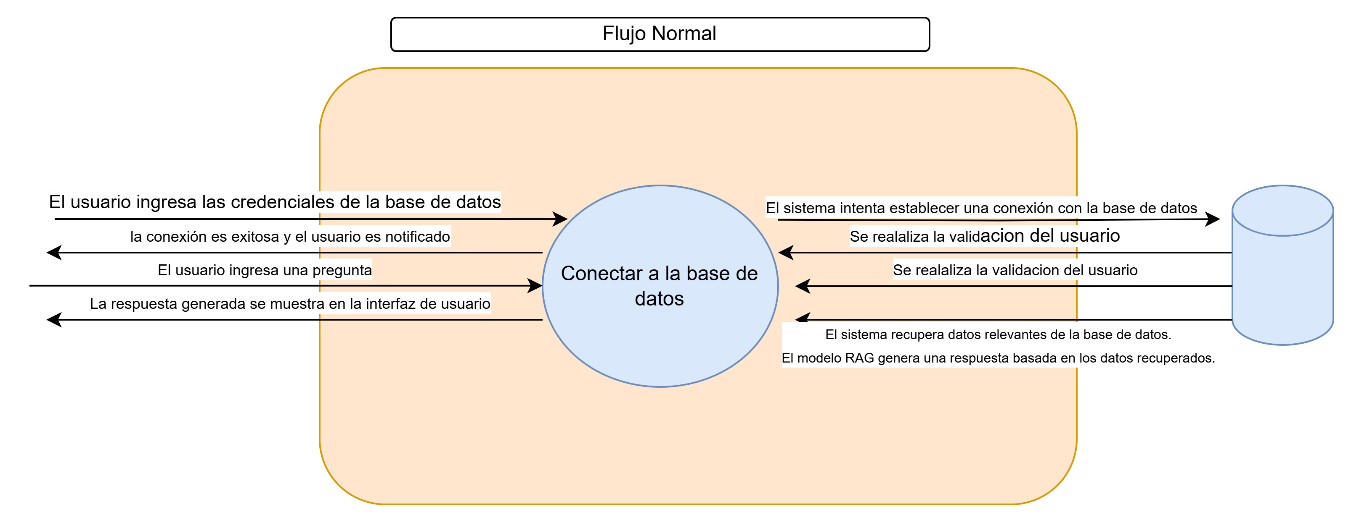 Flujo Normal
El usuario ingresa las credenciales de la base de datos
la conexión es exitosa y el usuario es notificado
El usuario ingresa una pregunta
La respuesta generada se muestra en la interfaz de usuario
Conectar a la base de
datos
El sistema intenta establecer una conexión con la base de datos
Se realaliza la validacion del usuario
Se realaliza la validacion del usuario
El sistema recupera datos relevantes de la base de datos.
El modelo RAG genera una respuesta basada en los datos recuperados.